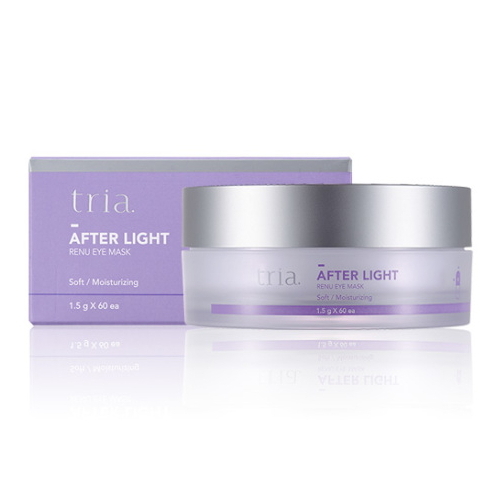 tria.
AFTER LIGHT
RENU EYE MASK
Soft / Moisturizing
1.5 g X 60 ea
tria.
AFTER LIGHT
RENU EYE MASK
Soft / Moisturizing
1.5 g X 60 ea